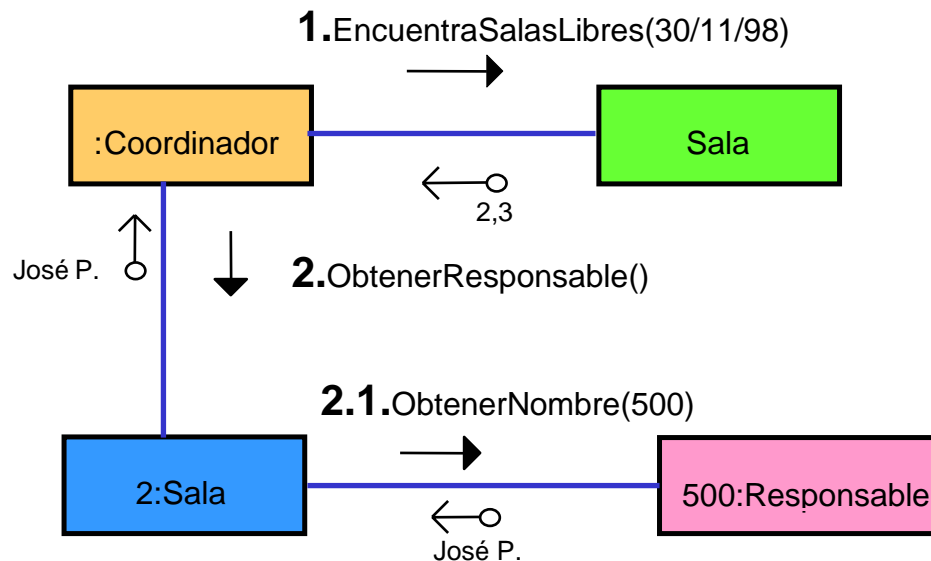 1.EncuentraSalasLibres(30/11/98)
:Coordinador
Sala
2,3
José P.
2.ObtenerResponsable()
2.1.ObtenerNombre(500)
2:Sala
500:Responsable
José P.